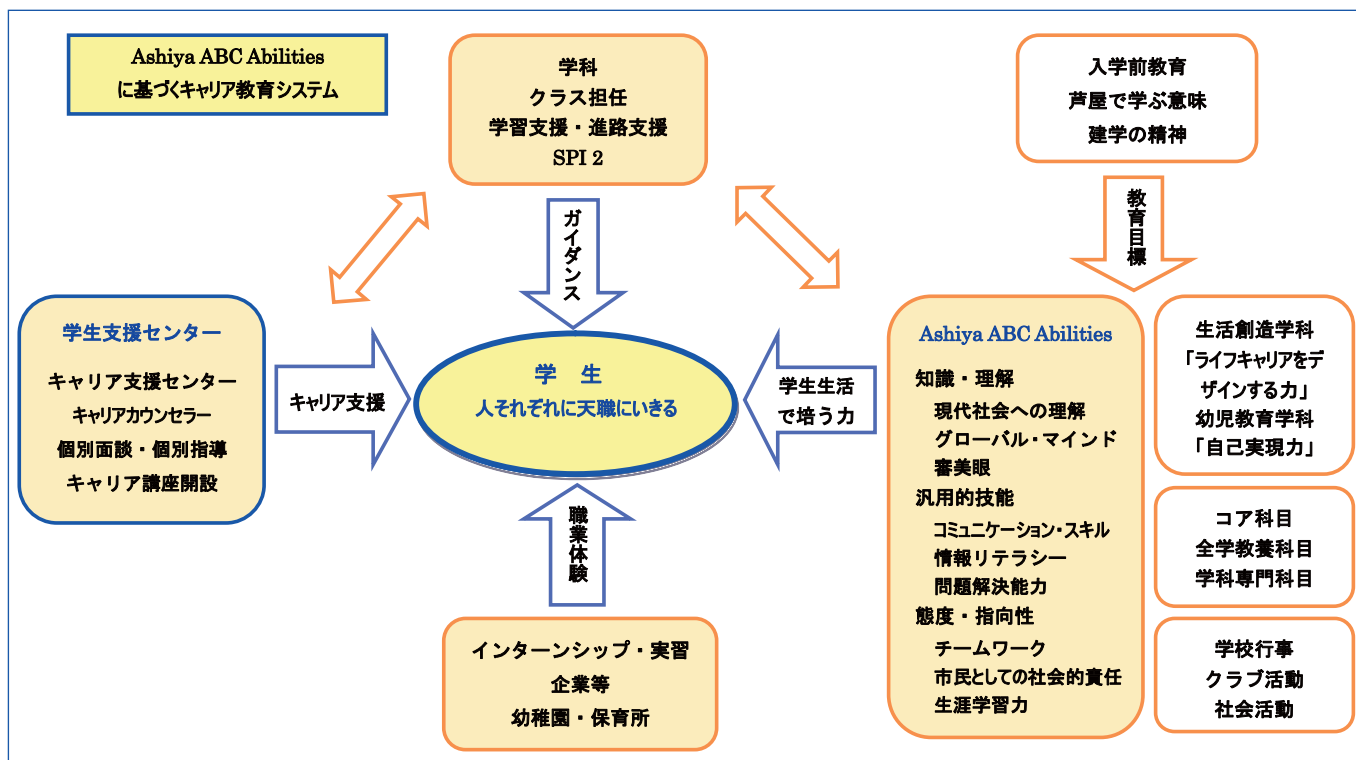 Ashiya ABC Abilities
に基づくキャリア教育システム
学科
クラス担任
学習支援・進路支援
SPI 2
入学前教育
芦屋で学ぶ意味
建学の精神
ガイダンス
教育目標
学生支援センター
キャリア支援センター
キャリアカウンセラー
個別面談・個別指導
キャリア講座開設
キャリア支援
学 生
人それぞれに天職にいきる
学生生活
で培う力
Ashiya ABC Abilities
知識・理解
現代社会への理解
グローバル・マインド
審美眼
汎用的技能
コミュニケーション・スキル
情報リテラシー
問題解決能力
態度・指向性
チームワーク
市民としての社会的責任
生涯学習力
生活創造学科
「ライフキャリアをデ
ザインする力」
幼児教育学科
「自己実現力」
コア科目
全学教養科目
学科専門科目
学校行事
クラブ活動
社会活動
職業体験
インターンシップ・実習
企業等
幼稚園・保育所